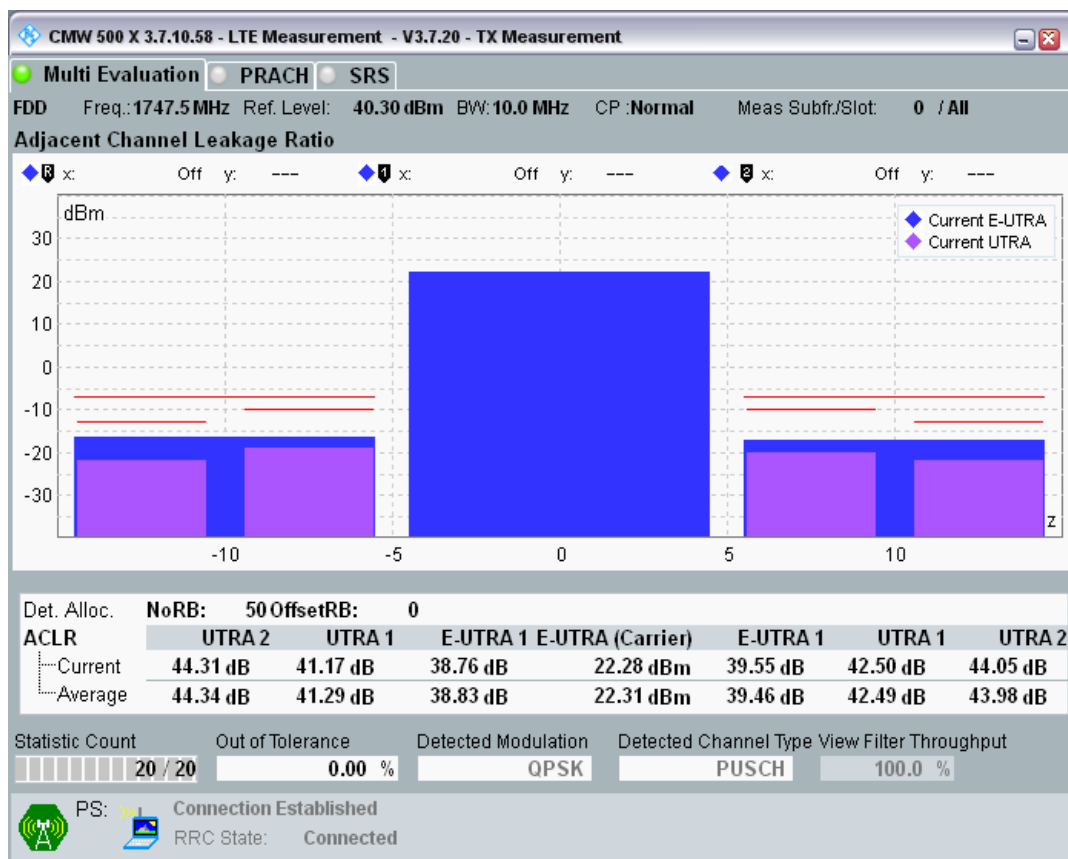 CMW 500 X 3.7.10.58 - LTE Measurement - V3.7.20 - TX Measurement
Multi Evaluation PRACH SRS
FDD Freq.:1747.5 MHz Ref. Level: 40.30 dBm BW:10.0 MHz CP :Normal Meas Subfr./Slot: 0 / All
Adjacent Channel Leakage Ratio
R x: Off y: --- 1 x: Off y: --- 2 x: Off y: ---
dBm
Current E-UTRA
Current UTRA
30
20
10
0
-10
-20
-30
z
-10 -5 0 5 10
Det. Alloc. NoRB: 50 OffsetRB: 0
ACLR UTRA 2 UTRA 1 E-UTRA 1 E-UTRA (Carrier) E-UTRA 1 UTRA 1 UTRA 2
Current 44.31 dB 41.17 dB 38.76 dB 22.28 dBm 39.55 dB 42.50 dB 44.05 dB
Average 44.34 dB 41.29 dB 38.83 dB 22.31 dBm 39.46 dB 42.49 dB 43.98 dB
Statistic Count Out of Tolerance Detected Modulation Detected Channel Type View Filter Throughput
20 / 20 0.00 % QPSK PUSCH 100.0 %
PS: Connection Established
RRC State: Connected